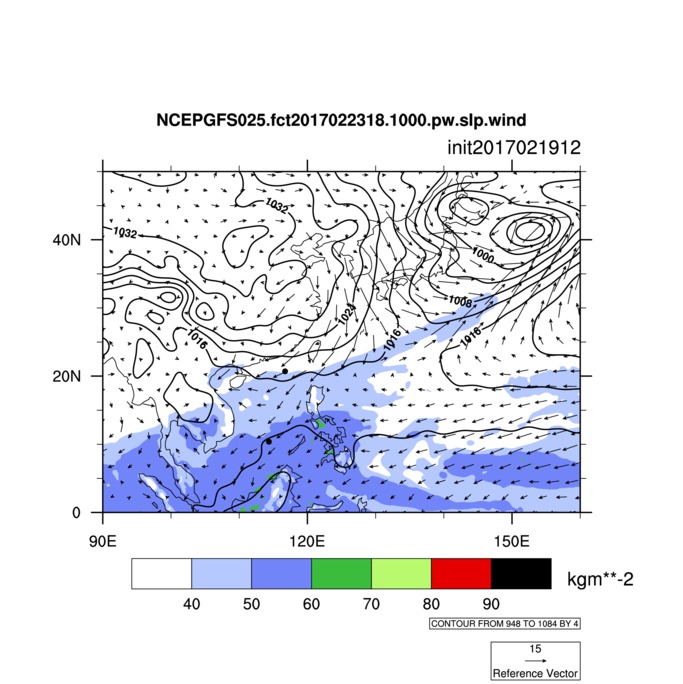 NCEPGFS025.fct2017022318.1000.pw.slp.wind
init2017021912
1032
1032
40N
1000
1008
1024
1016
1016
1016
20N
0
90E 120E 150E
kgm**-2
40 50 60 70 80 90
CONTOUR FROM 948 TO 1084 BY 4
15
Reference Vector